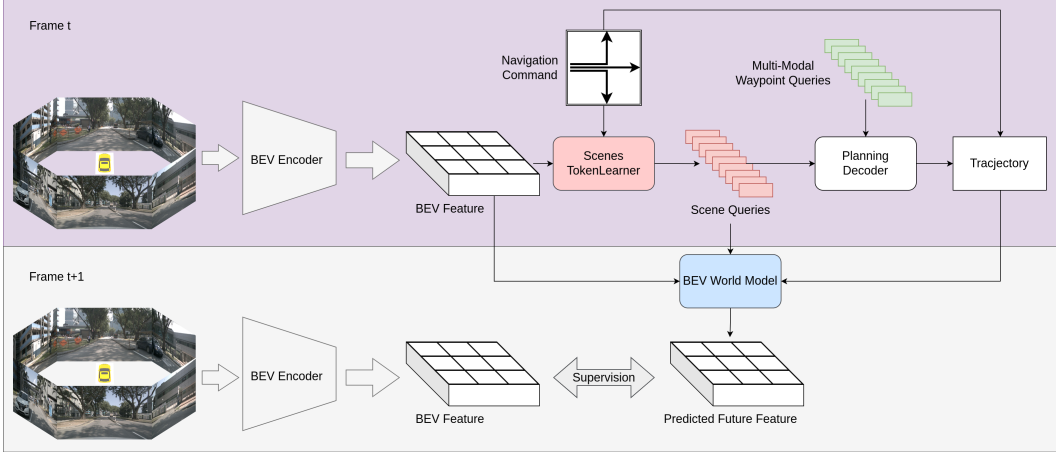 Frame t
Navigation
Command
Multi-Modal
Waypoint Queries
BEV Encoder
Scenes
TokenLearner
Planning
Decoder
Tracjectory
BEV Feature
Scene Queries
Frame t+1
BEV World Model
BEV Encoder
Supervision
BEV Feature
Predicted Future Feature